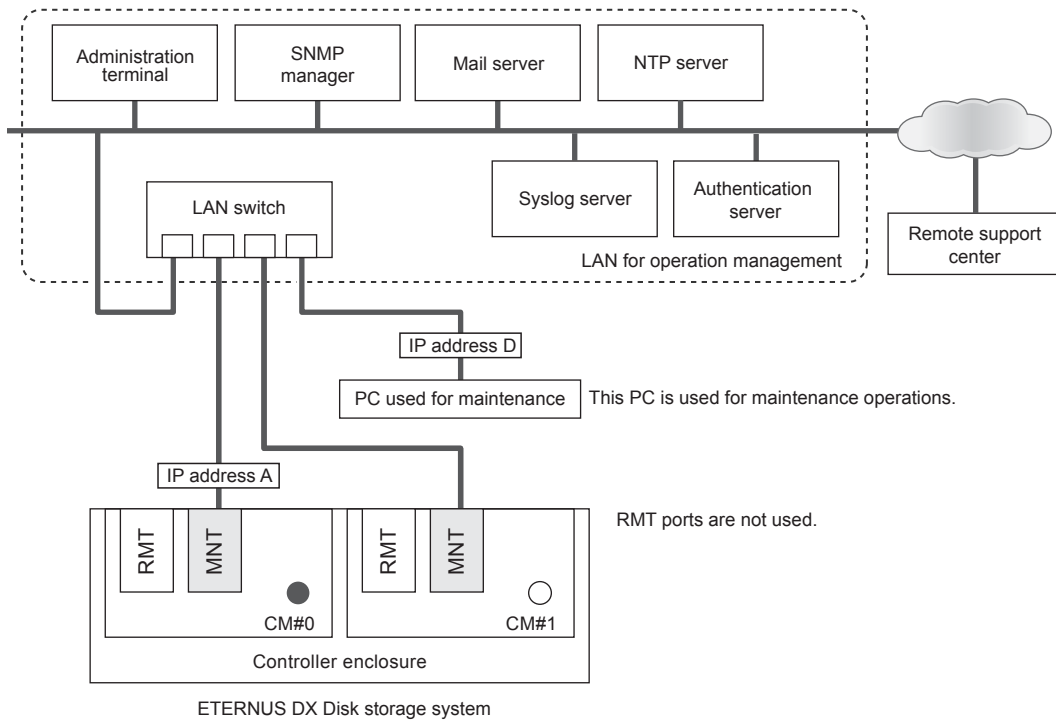 Administration
terminal
SNMP
manager
Mail server
NTP server
Syslog server
Authentication
server
LAN switch
LAN for operation management
Remote support
center
IP address D
PC used for maintenance
This PC is used for maintenance operations.
IP address A
RMT ports are not used.
RMT
MNT
RMT
MNT
CM#0
CM#1
Controller enclosure
ETERNUS DX Disk storage system